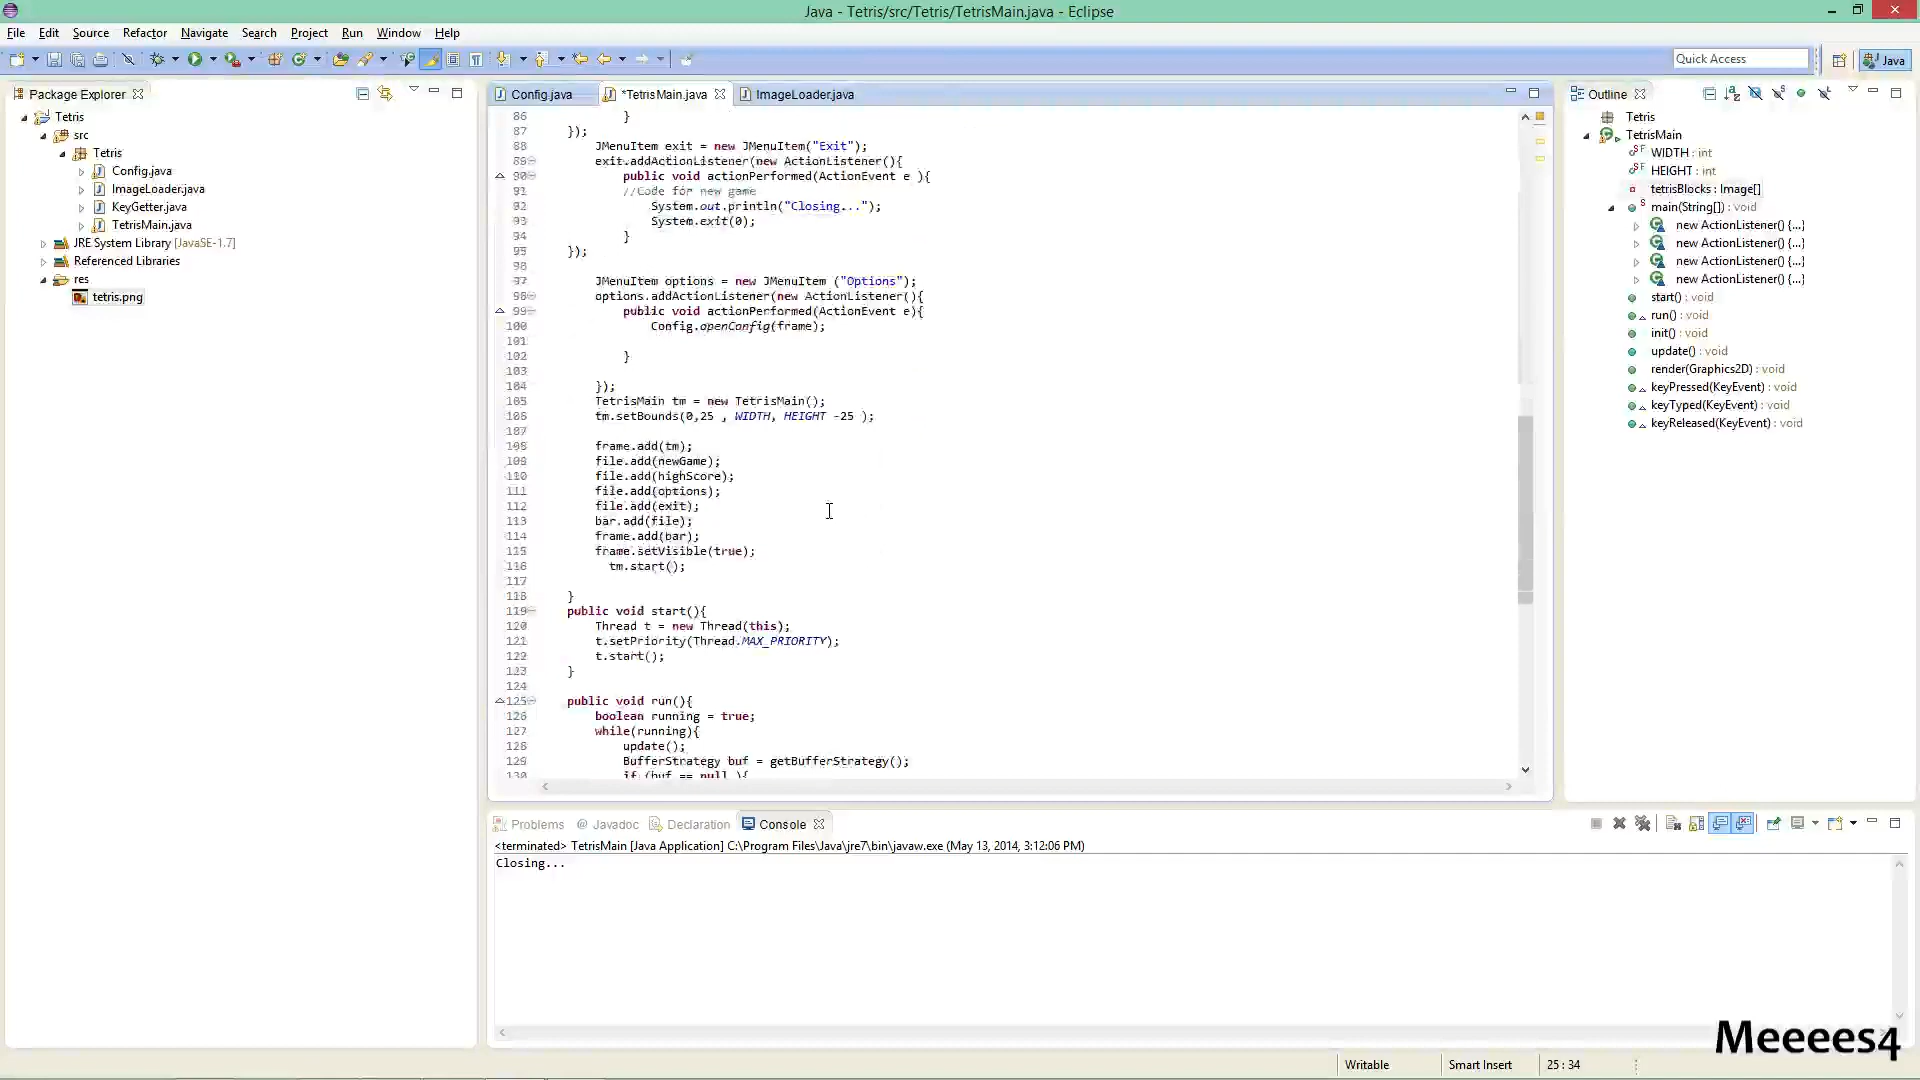 Java - Tetris/src/Tetris/TetrisMain.java - Eclipse
File Edit Source Refactor Navigate Search Project Run Window Help
Quick Access
Java
Package Explorer
Tetris
src
Tetris
Config.java
ImageLoader.java
KeyGetter.java
TetrisMain.java
JRE System Library [JavaSE-1.7]
Referenced Libraries
res
tetris.png
Config.java *TetrisMain.java ImageLoader.java
86 }
87 });
88 JMenuItem exit = new JMenuItem("Exit");
89 exit.addActionListener(new ActionListener(){
90 public void actionPerformed(ActionEvent e ){
91 //Code for new game
92 System.out.println("Closing...");
93 System.exit(0);
94 }
95 });
96
97 JMenuItem options = new JMenuItem ("Options");
98 options.addActionListener(new ActionListener(){
99 public void actionPerformed(ActionEvent e){
100 Config.openConfig(frame);
101
102 }
103
104 });
105 TetrisMain tm = new TetrisMain();
106 tm.setBounds(0,25 , WIDTH, HEIGHT -25 );
107
108 frame.add(tm);
109 file.add(newGame);
110 file.add(highScore);
111 file.add(options);
112 file.add(exit);
113 bar.add(file);
114 frame.add(bar);
115 frame.setVisible(true);
116 tm.start();
117
118 }
119 public void start(){
120 Thread t = new Thread(this);
121 t.setPriority(Thread.MAX_PRIORITY);
122 t.start();
123 }
124
125 public void run(){
126 boolean running = true;
127 while(running){
128 update();
129 BufferStrategy buf = getBufferStrategy();
130 if (buf == null ){
Outline
Tetris
TetrisMain
WIDTH : int
HEIGHT : int
tetrisBlocks : Image[]
main(String[]) : void
new ActionListener() {...}
new ActionListener() {...}
new ActionListener() {...}
new ActionListener() {...}
start() : void
run() : void
init() : void
update() : void
render(Graphics2D) : void
keyPressed(KeyEvent) : void
keyTyped(KeyEvent) : void
keyReleased(KeyEvent) : void
Problems @ Javadoc Declaration Console
<terminated> TetrisMain [Java Application] C:\Program Files\Java\jre7\bin\javaw.exe (May 13, 2014, 3:12:06 PM)
Closing...
Meeees4
Writable Smart Insert 25 : 34